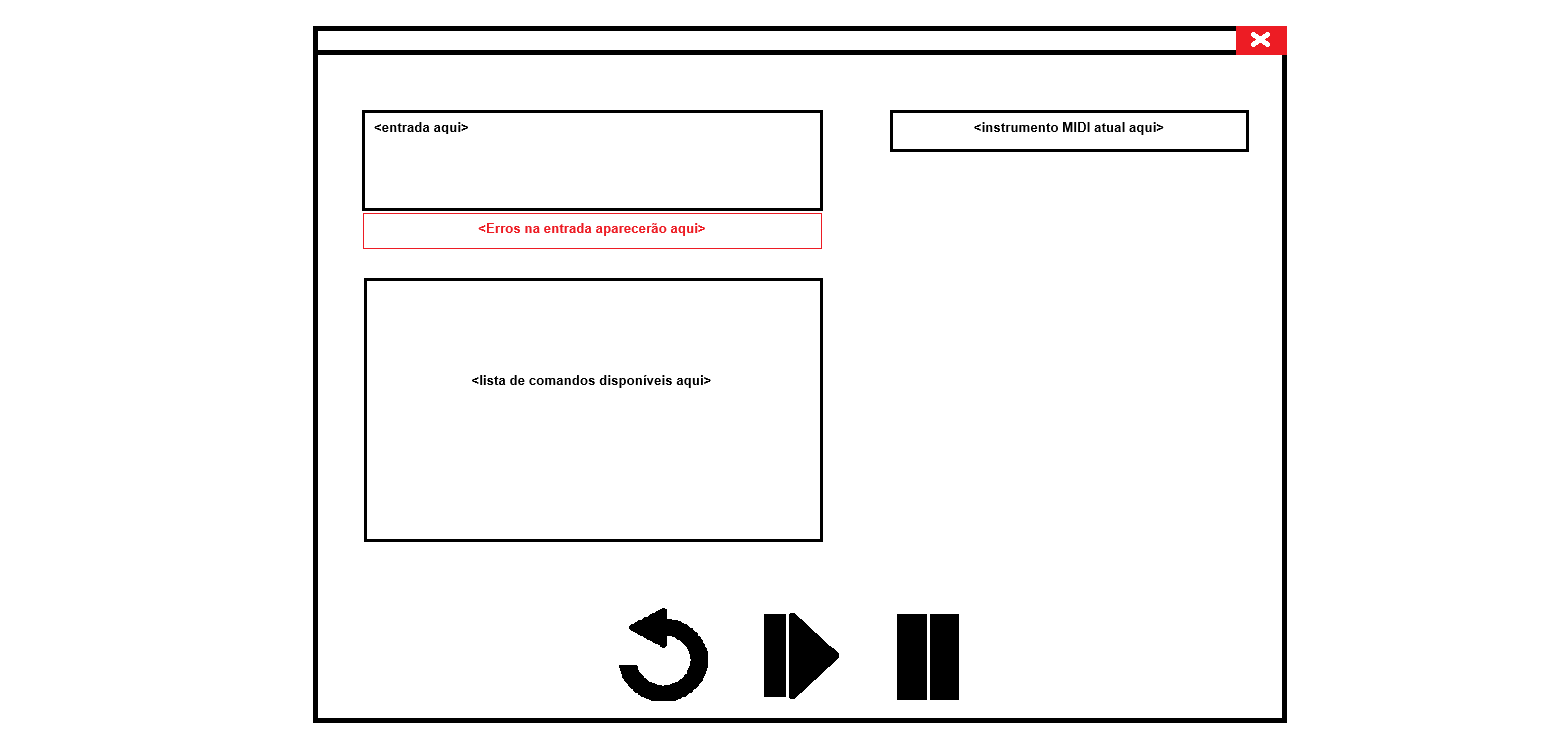 <entrada aqui>
<instrumento MIDI atual aqui>
<Erros na entrada aparecerão aqui>
<lista de comandos disponíveis aqui>